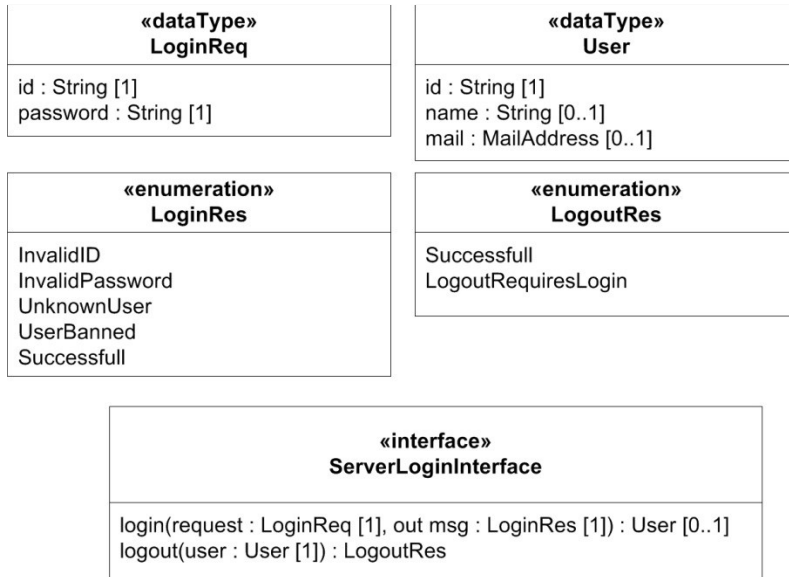 «dataType»
LoginReq
id : String [1]
password : String [1]
«dataType»
User
id : String [1]
name : String [0..1]
mail : MailAddress [0..1]
«enumeration»
LoginRes
InvalidID
InvalidPassword
UnknownUser
UserBanned
Successfull
«enumeration»
LogoutRes
Successfull
LogoutRequiresLogin
«interface»
ServerLoginInterface
login(request : LoginReq [1], out msg : LoginRes [1]) : User [0..1]
logout(user : User [1]) : LogoutRes